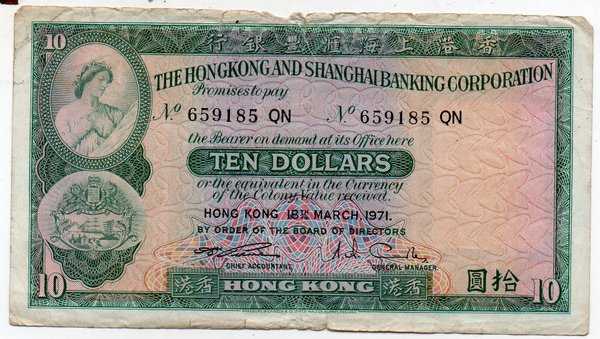 10 行銀豐滙海上港香
THE HONGKONG AND SHANGHAI BANKING CORPORATION
Promises to pay
Nº 659185 QN Nº 659185 QN
the Bearer on demand at its Office here
TEN DOLLARS
or the equivalent in the Currency
of the Colony Value received.
HONG KONG 18TH MARCH, 1971.
BY ORDER OF THE BOARD OF DIRECTORS
CHIEF ACCOUNTANT GENERAL MANAGER
10 港香 HONG KONG 港香 圓拾 10